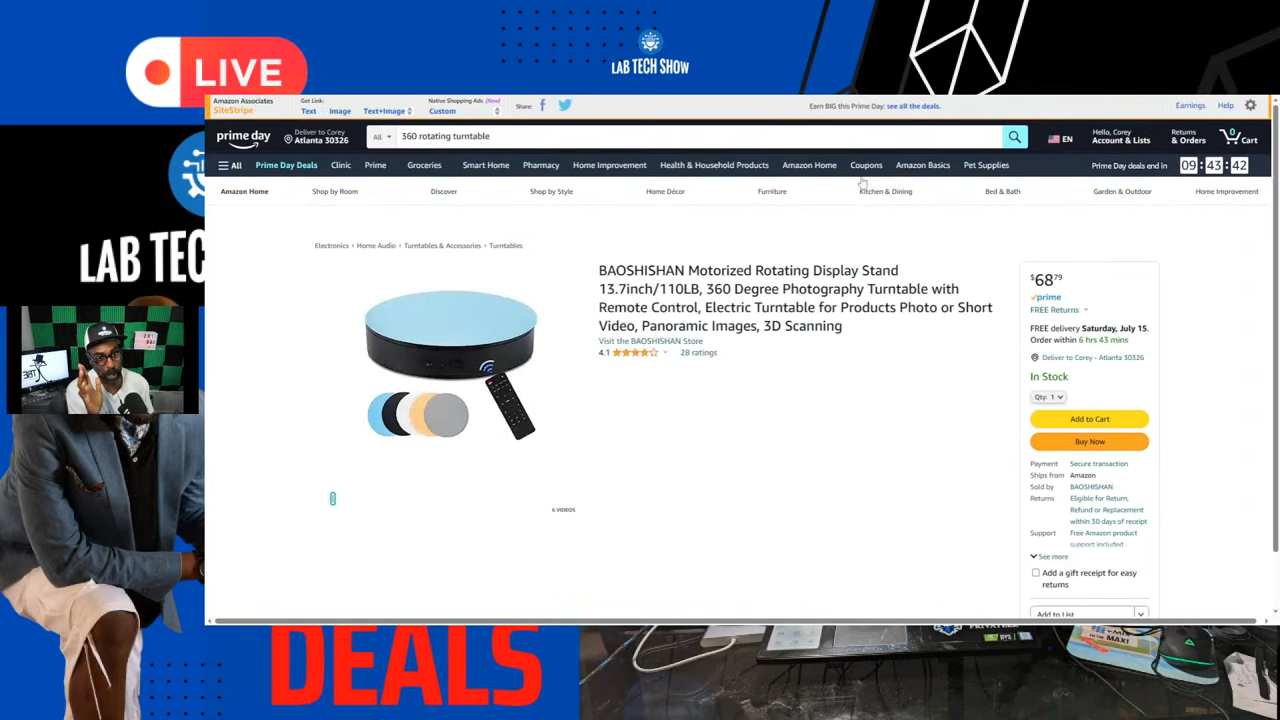 LIVE
LAB TECH SHOW
Amazon Associates
SiteStripe
Get Link:
Text
Image
Text+Image
Native Shopping Ads (New)
Custom
Share:
Earn BIG this Prime Day: see all the deals.
Earnings
Help
prime day
Deliver to Corey
Atlanta 30326
All
360 rotating turntable
EN
Hello, Corey
Account & Lists
Returns
& Orders
0
Cart
All
Prime Day Deals
Clinic
Prime
Groceries
Smart Home
Pharmacy
Home Improvement
Health & Household Products
Amazon Home
Coupons
Amazon Basics
Pet Supplies
Prime Day deals end in
09 : 43 : 42
Amazon Home
Shop by Room
Discover
Shop by Style
Home Décor
Furniture
Kitchen & Dining
Bed & Bath
Garden & Outdoor
Home Improvement
LAB TEC
Electronics › Home Audio › Turntables & Accessories › Turntables
BAOSHISHAN Motorized Rotating Display Stand
13.7inch/110LB, 360 Degree Photography Turntable with
Remote Control, Electric Turntable for Products Photo or Short
Video, Panoramic Images, 3D Scanning
Visit the BAOSHISHAN Store
4.1
28 ratings
6 VIDEOS
$68 79
prime
FREE Returns
FREE delivery Saturday, July 15.
Order within 6 hrs 43 mins
Deliver to Corey - Atlanta 30326
In Stock
Qty: 1
Add to Cart
Buy Now
Payment Secure transaction
Ships from Amazon
Sold by BAOSHISHAN
Returns Eligible for Return,
Refund or Replacement
within 30 days of receipt
Support Free Amazon product
support included
See more
Add a gift receipt for easy
returns
Add to List
DEALS